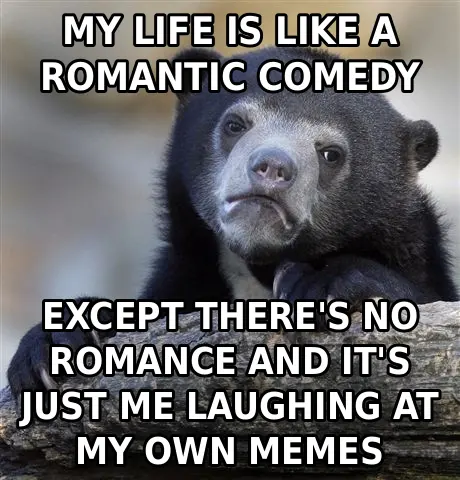 MY LIFE IS LIKE A
ROMANTIC COMEDY
EXCEPT THERE'S NO
ROMANCE AND IT'S
JUST ME LAUGHING AT
MY OWN MEMES